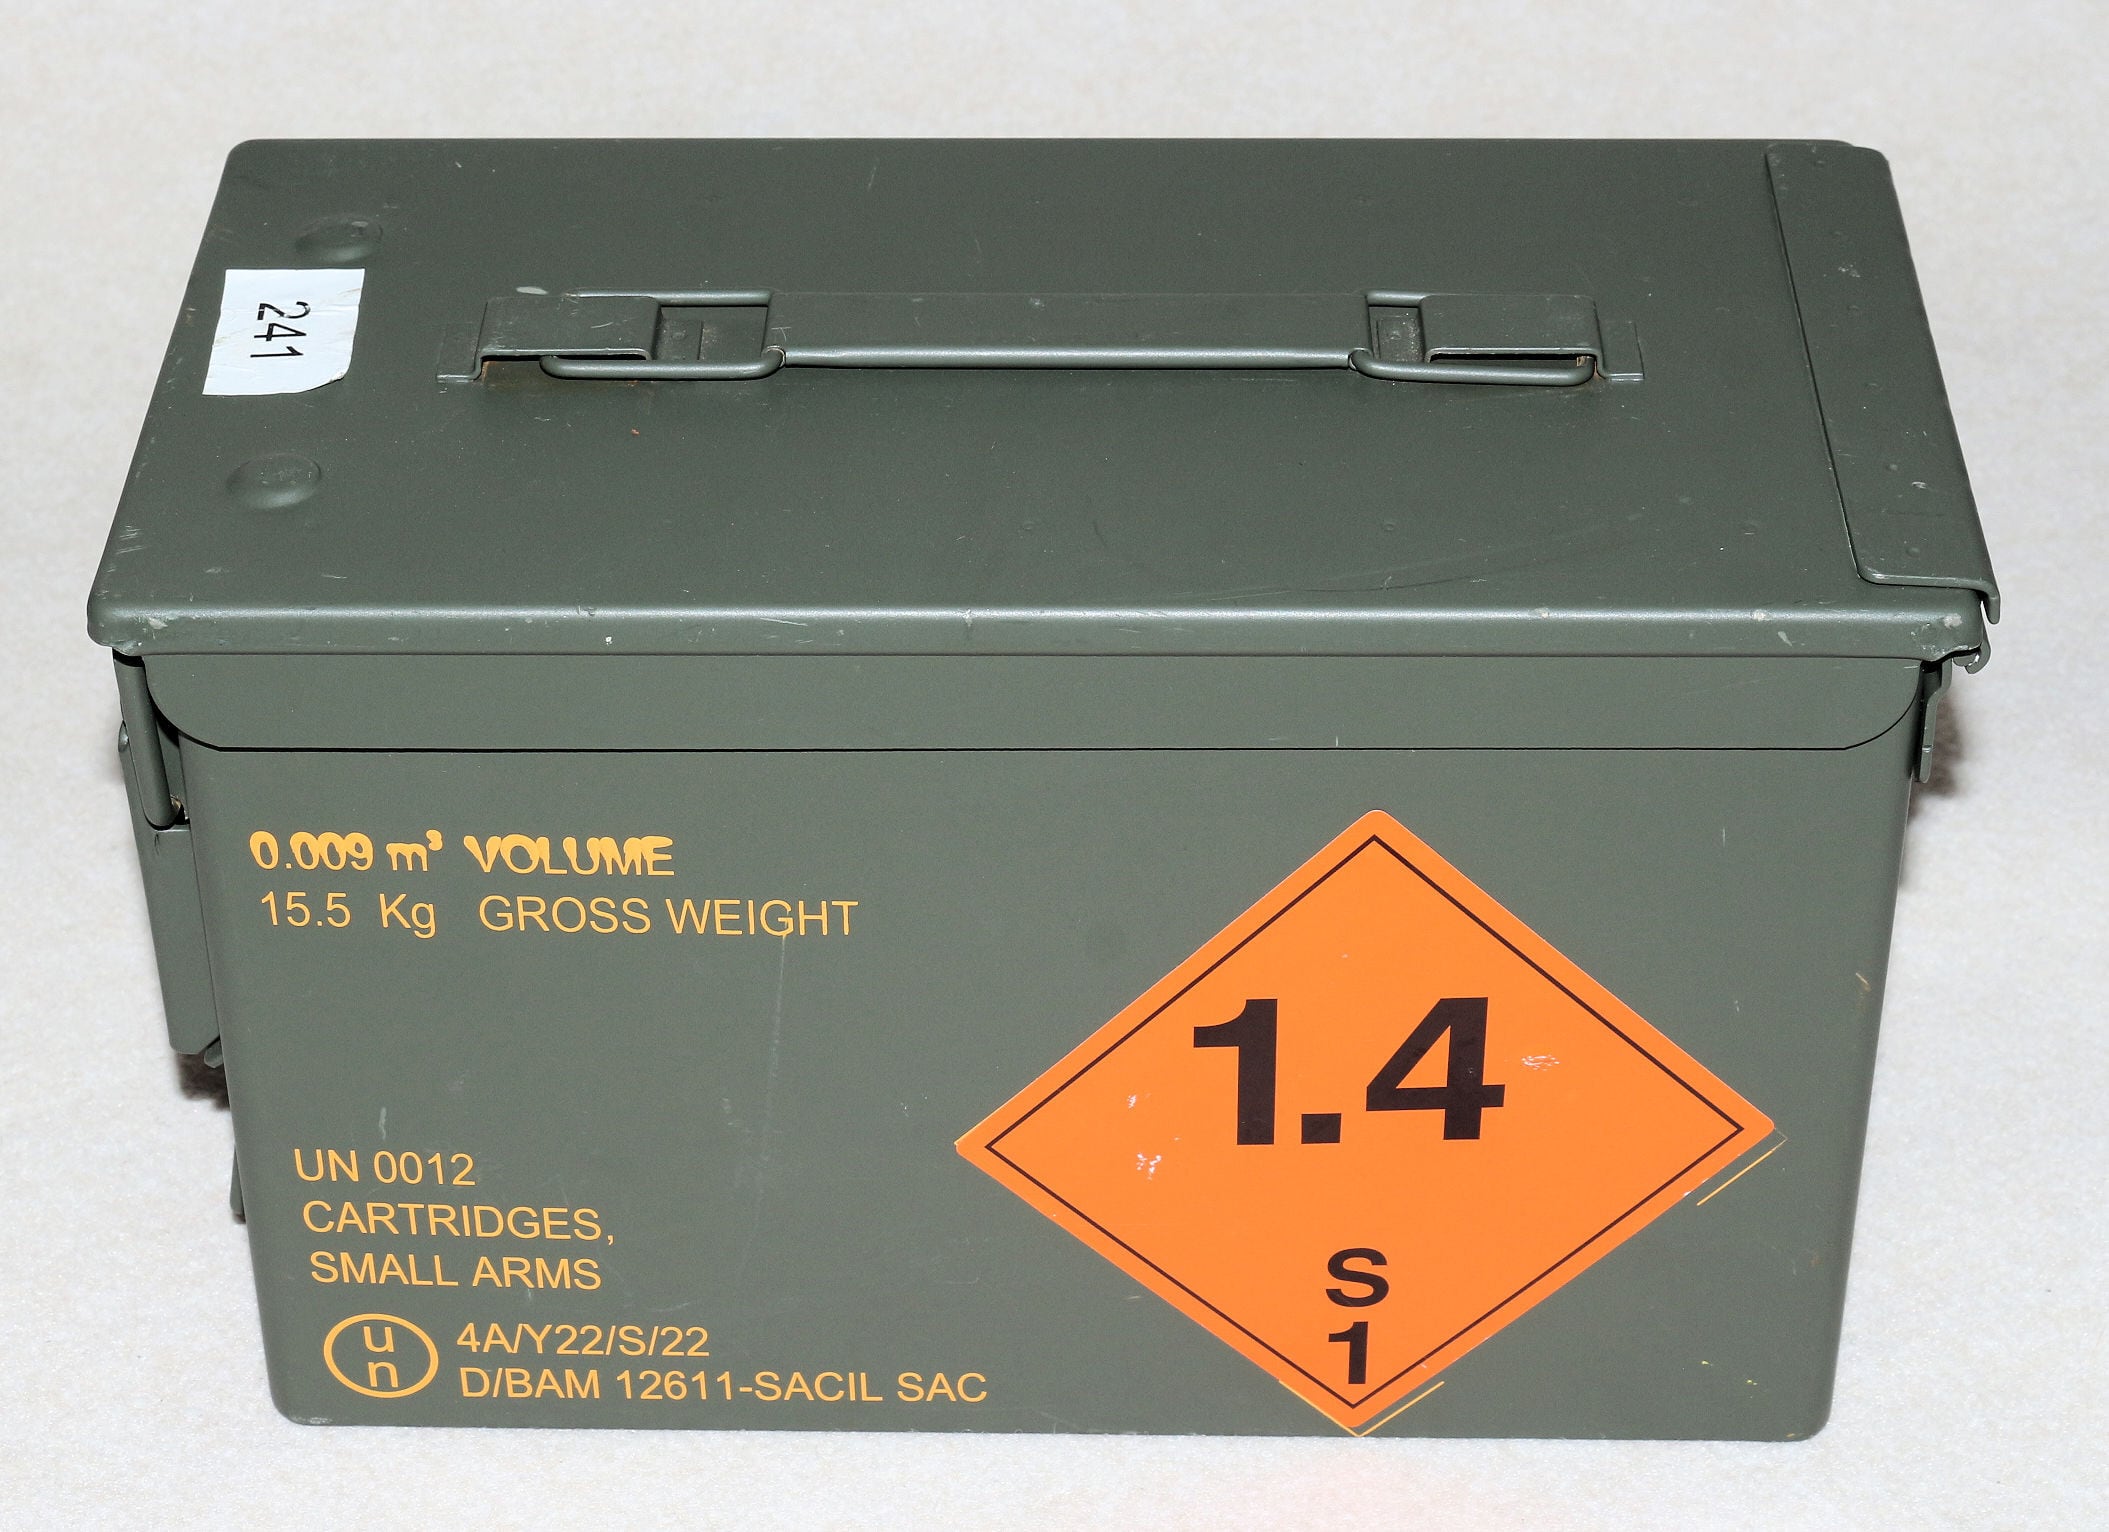 241
0.009 m³ VOLUME
15.5 Kg GROSS WEIGHT
1.4
S
1
UN 0012
CARTRIDGES,
SMALL ARMS
un
4A/Y22/S/22
D/BAM 12611-SACIL SAC